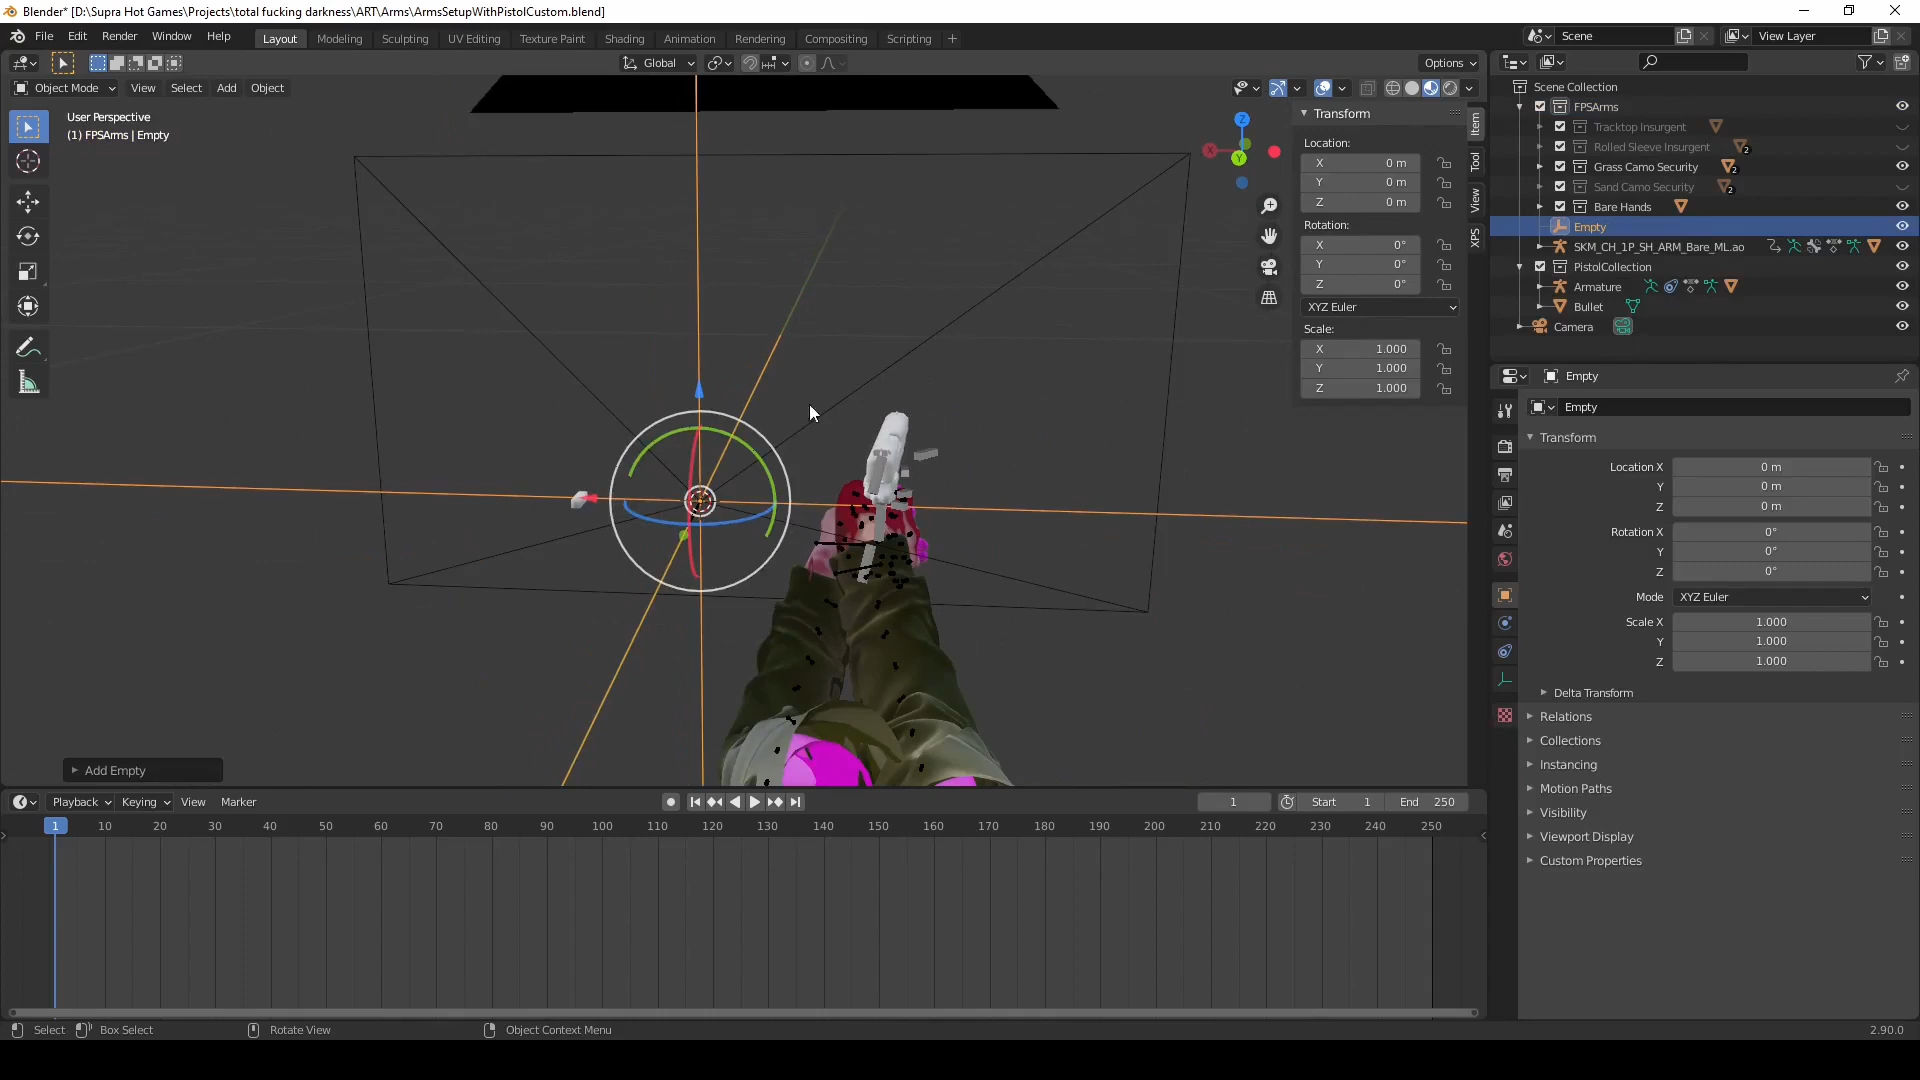 Blender* [D:\Supra Hot Games\Projects\total fucking darkness\ART\Arms\ArmsSetupWithPistolCustom.blend]
File Edit Render Window Help Layout Modeling Sculpting UV Editing Texture Paint Shading Animation Rendering Compositing Scripting + Scene View Layer
Global Options
Object Mode View Select Add Object
User Perspective
(1) FPSArms | Empty
Z
X
Y
Transform
Location:
X 0 m
Y 0 m
Z 0 m
Rotation:
X 0°
Y 0°
Z 0°
XYZ Euler
Scale:
X 1.000
Y 1.000
Z 1.000
Item
Tool
View
XPS
Scene Collection
FPSArms
Tracktop Insurgent
Rolled Sleeve Insurgent 2
Grass Camo Security 2
Sand Camo Security 2
Bare Hands
Empty
SKM_CH_1P_SH_ARM_Bare_ML.ao
PistolCollection
Armature
Bullet
Camera
Empty
Empty
Transform
Location X 0 m
Y 0 m
Z 0 m
Rotation X 0°
Y 0°
Z 0°
Mode XYZ Euler
Scale X 1.000
Y 1.000
Z 1.000
Delta Transform
Relations
Collections
Instancing
Motion Paths
Visibility
Viewport Display
Custom Properties
Add Empty
Playback Keying View Marker 1 Start 1 End 250
1 10 20 30 40 50 60 70 80 90 100 110 120 130 140 150 160 170 180 190 200 210 220 230 240 250
Select Box Select Rotate View Object Context Menu 2.90.0